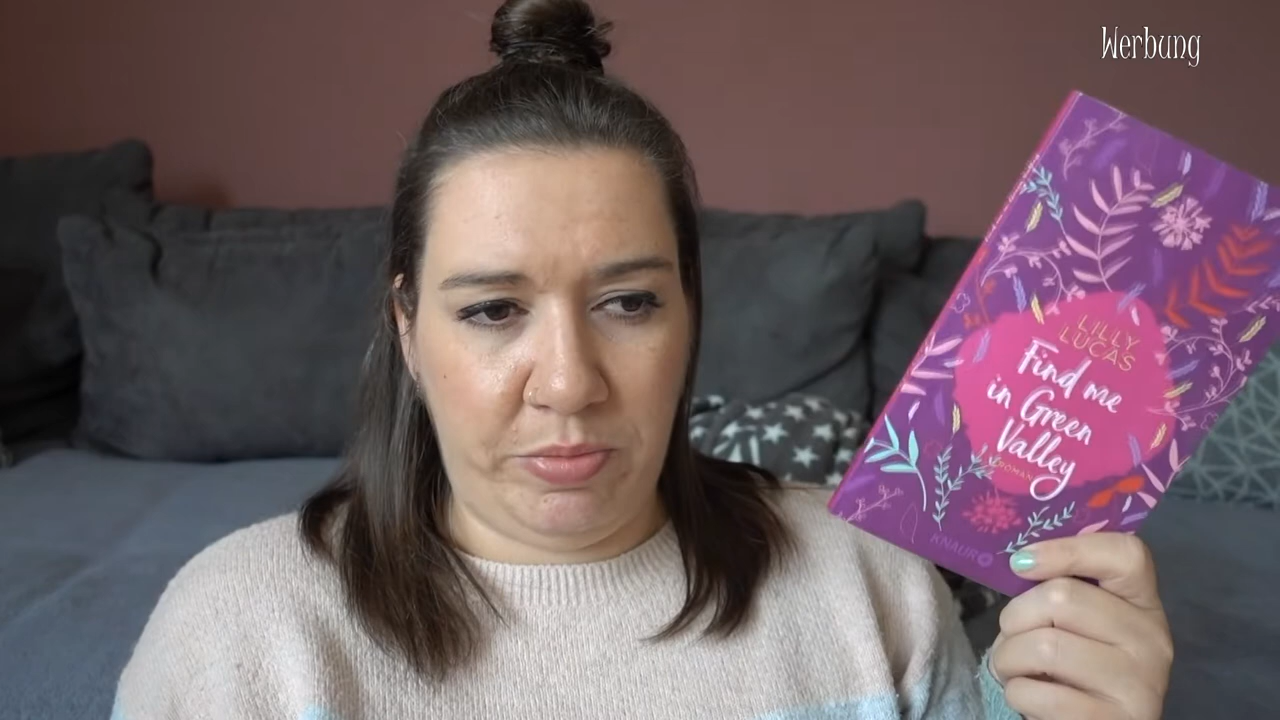 Werbung
LILLY
LUCAS
Find me
in Green
Valley
ROMAN
KNAUR